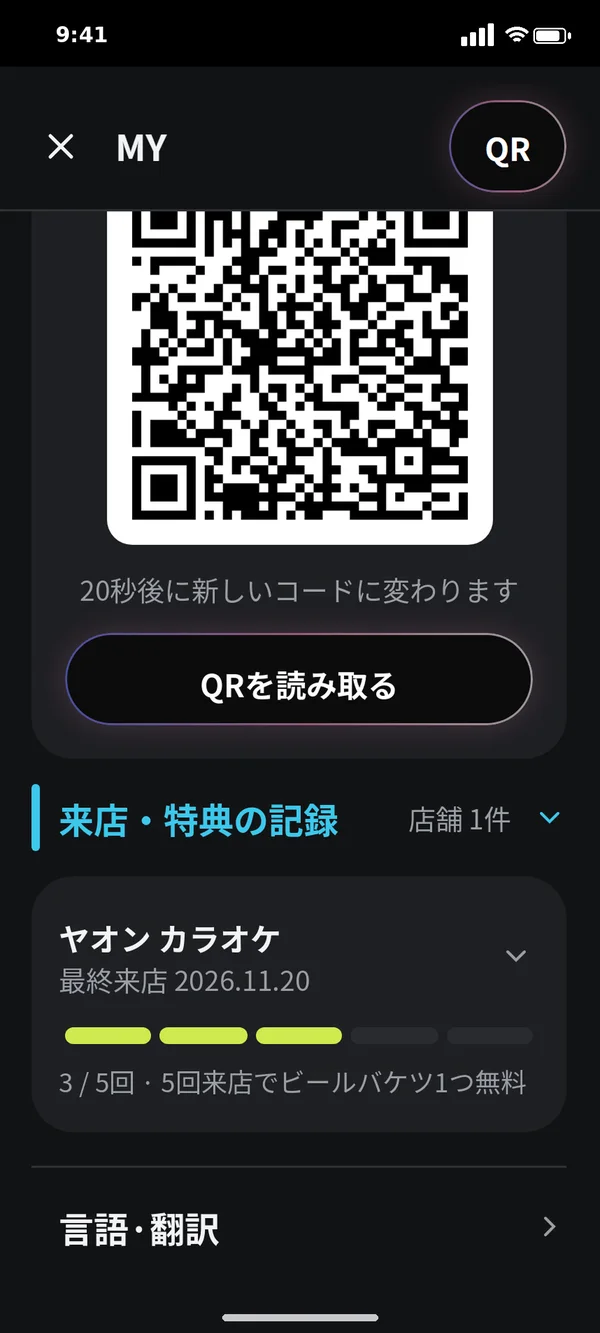 9:41
MY
QR
20秒後に新しいコードに変わります
QRを読み取る
来店・特典の記録
店舗 1件
ヤオン カラオケ
最終来店 2026.11.20
3 / 5回 · 5回来店でビールバケツ1つ無料
言語·翻訳